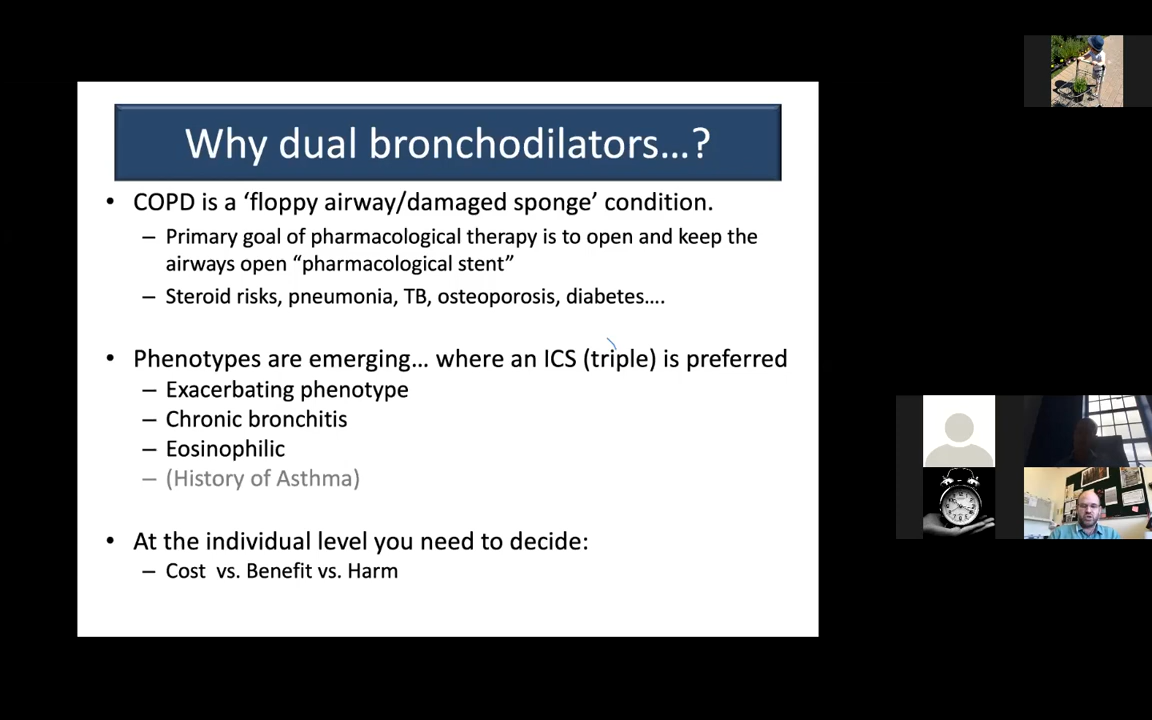 Why dual bronchodilators...?
• COPD is a ‘floppy airway/damaged sponge’ condition.
– Primary goal of pharmacological therapy is to open and keep the
airways open “pharmacological stent”
– Steroid risks, pneumonia, TB, osteoporosis, diabetes....
• Phenotypes are emerging... where an ICS (triple) is preferred
– Exacerbating phenotype
– Chronic bronchitis
– Eosinophilic
– (History of Asthma)
• At the individual level you need to decide:
– Cost vs. Benefit vs. Harm